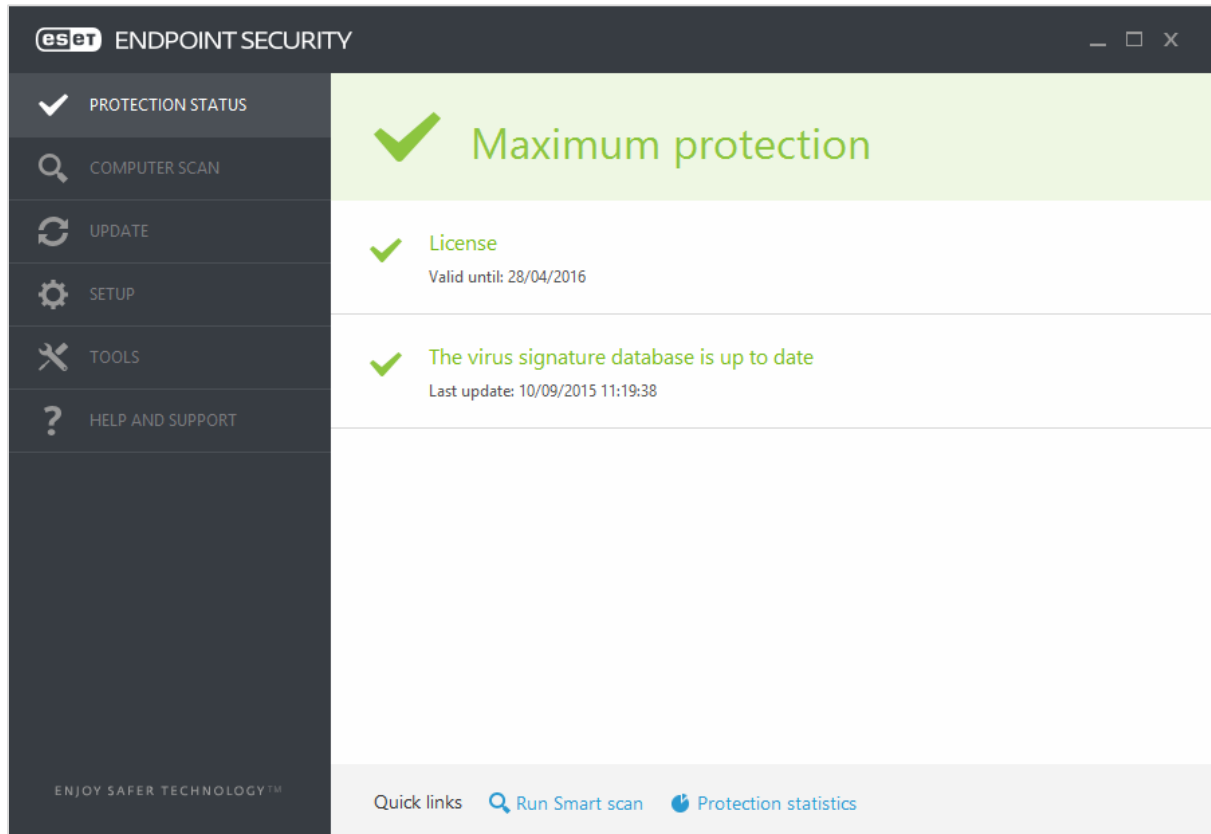 eset ENDPOINT SECURITY
PROTECTION STATUS
COMPUTER SCAN
UPDATE
SETUP
TOOLS
HELP AND SUPPORT
ENJOY SAFER TECHNOLOGY™
Maximum protection
License
Valid until: 28/04/2016
The virus signature database is up to date
Last update: 10/09/2015 11:19:38
Quick links Run Smart scan Protection statistics